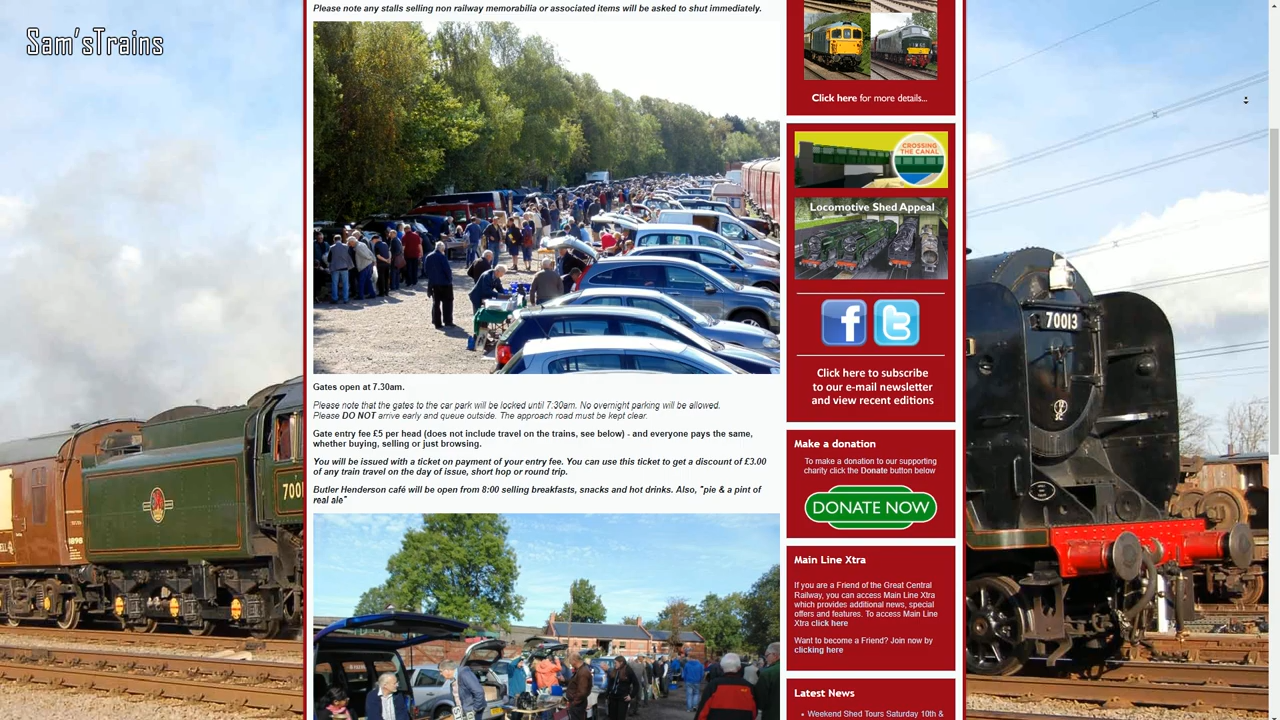 Please note any stalls selling non railway memorabilia or associated items will be asked to shut immediately.
Sam'sTrains
Gates open at 7.30am.
Please note that the gates to the car park will be locked until 7:30am. No overnight parking will be allowed.
Please DO NOT arrive early and queue outside. The approach road must be kept clear.
Gate entry fee £5 per head (does not include travel on the trains, see below) - and everyone pays the same,
whether buying, selling or just browsing.
You will be issued with a ticket on payment of your entry fee. You can use this ticket to get a discount of £3.00
of any train travel on the day of issue, short hop or round trip.
Butler Henderson café will be open from 8:00 selling breakfasts, snacks and hot drinks. Also, "pie & a pint of
real ale"
Click here for more details...
CROSSING
THE CANAL
Locomotive Shed Appeal
f
t
Click here to subscribe
to our e-mail newsletter
and view recent editions
Make a donation
To make a donation to our supporting
charity click the Donate button below
DONATE NOW
Main Line Xtra
If you are a Friend of the Great Central
Railway, you can access Main Line Xtra
which provides additional news, special
offers and features. To access Main Line
Xtra click here
Want to become a Friend? Join now by
clicking here
Latest News
• Weekend Shed Tours Saturday 10th &
70013
7001